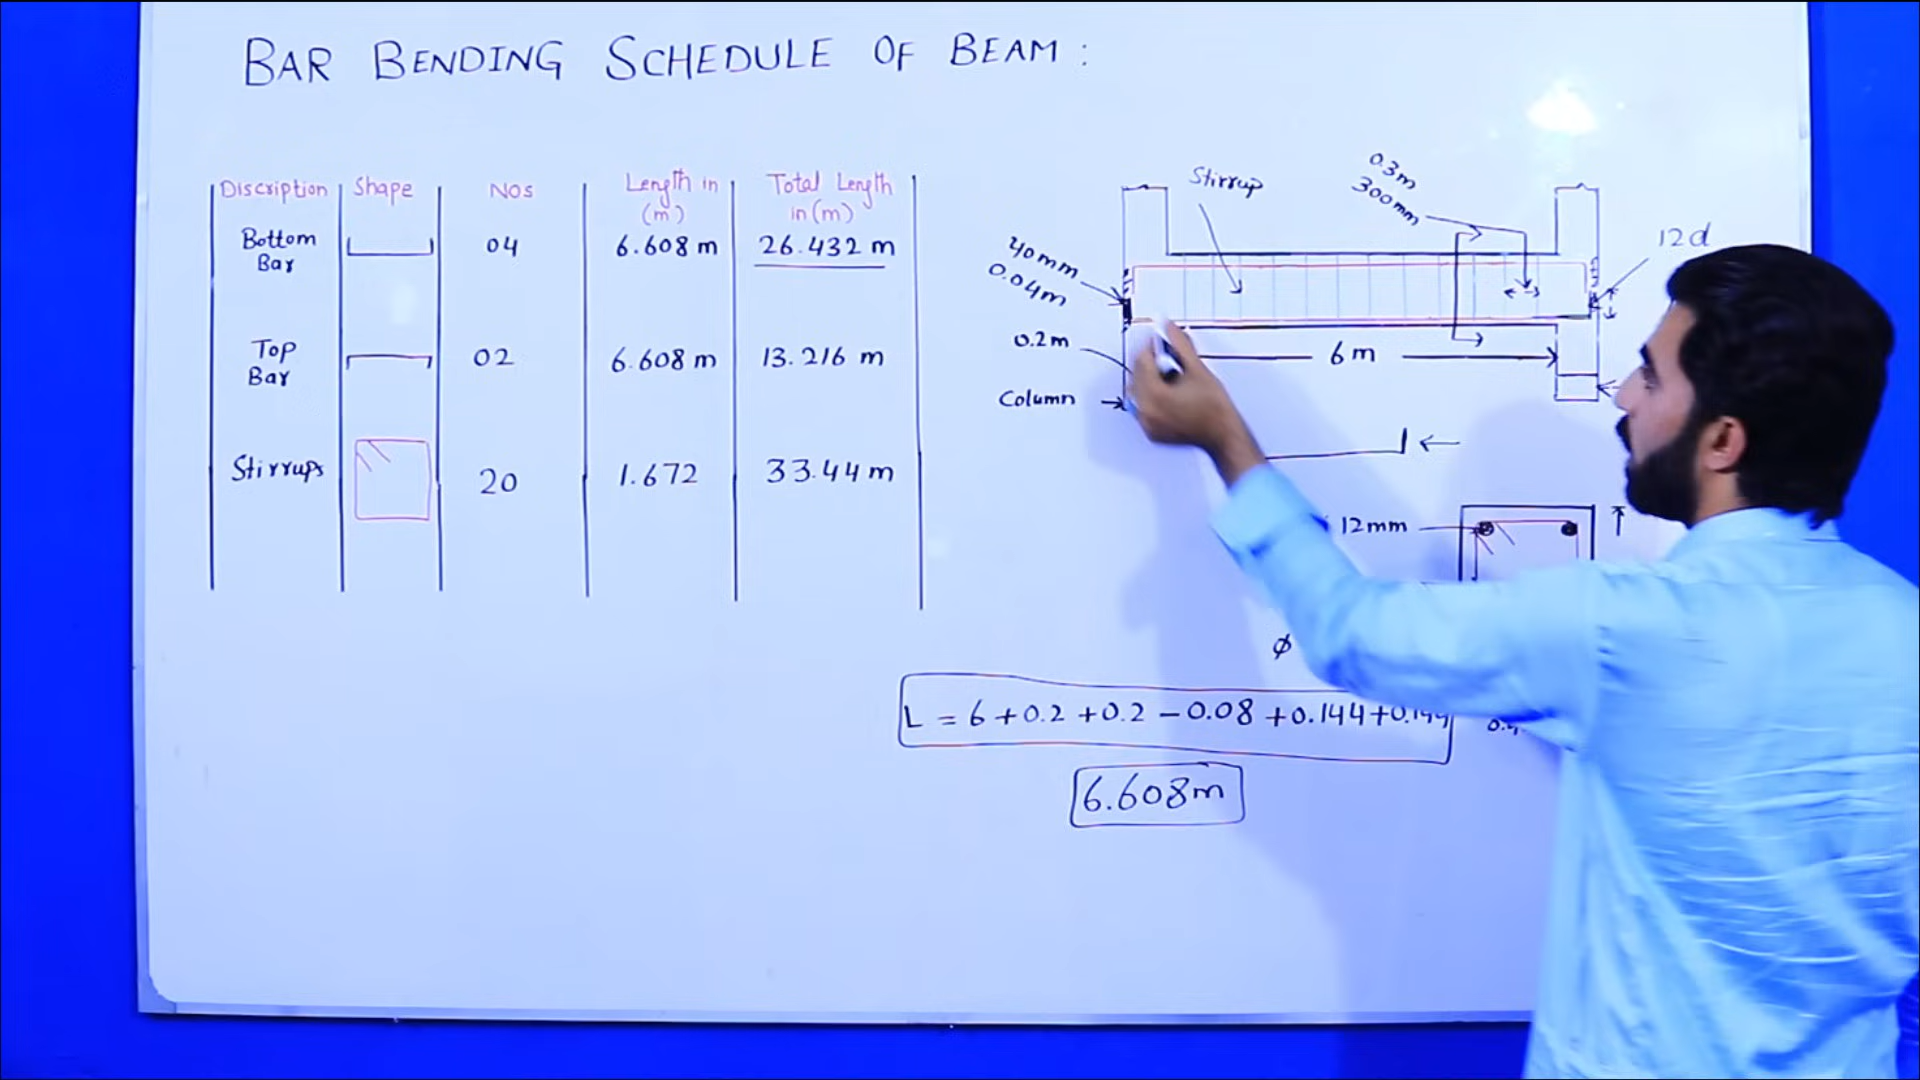 BAR BENDING SCHEDULE OF BEAM :
Discription Shape NOS Length in (m) Total Length in (m)
Bottom Bar 04 6.608 m 26.432 m
Top Bar 02 6.608 m 13.216 m
Stirrups 20 1.672 33.44 m
Stirrup
0.3m
300mm
12d
40mm
0.04m
0.2m
6m
Column
12mm
ϕ
L = 6 + 0.2 + 0.2 - 0.08 + 0.144 + 0.144
6.608m